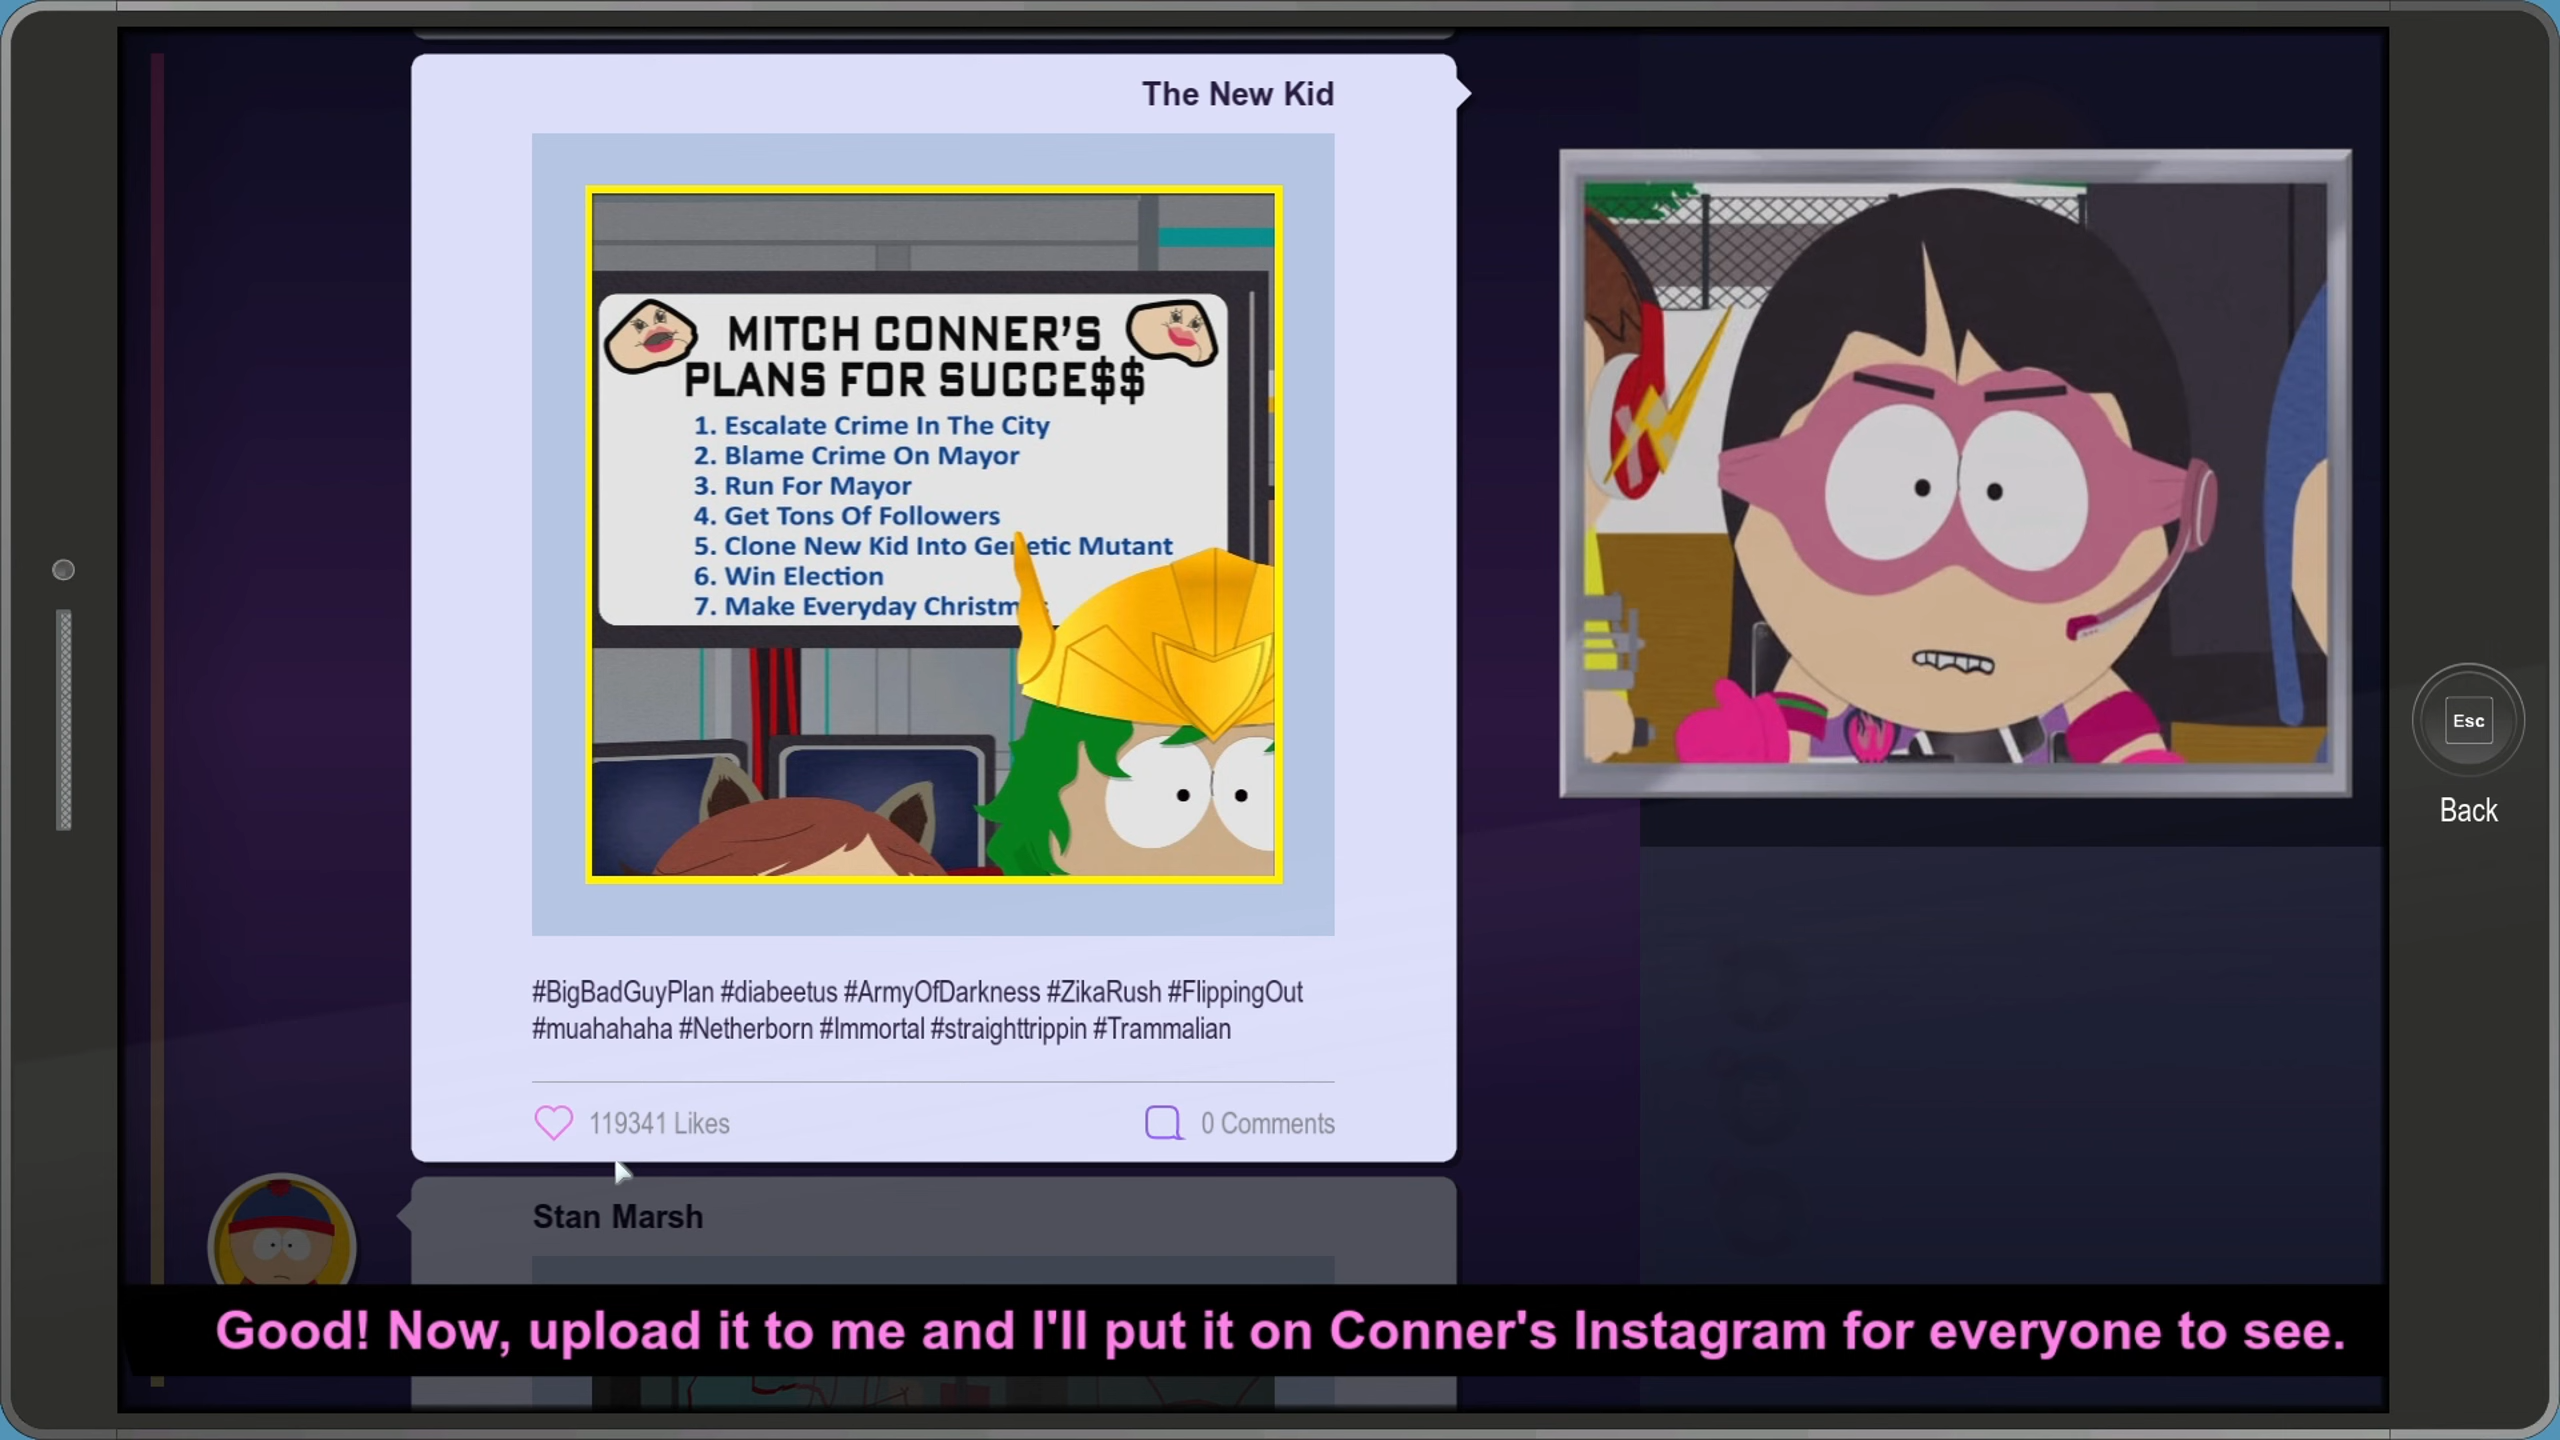 The New Kid
MITCH CONNER'S
PLANS FOR SUCCE$$
1. Escalate Crime In The City
2. Blame Crime On Mayor
3. Run For Mayor
4. Get Tons Of Followers
5. Clone New Kid Into Genetic Mutant
6. Win Election
7. Make Everyday Christm
#BigBadGuyPlan #diabeetus #ArmyOfDarkness #ZikaRush #FlippingOut
#muahahaha #Netherborn #Immortal #straighttrippin #Trammalian
119341 Likes
0 Comments
Esc
Back
Stan Marsh
Good! Now, upload it to me and I'll put it on Conner's Instagram for everyone to see.